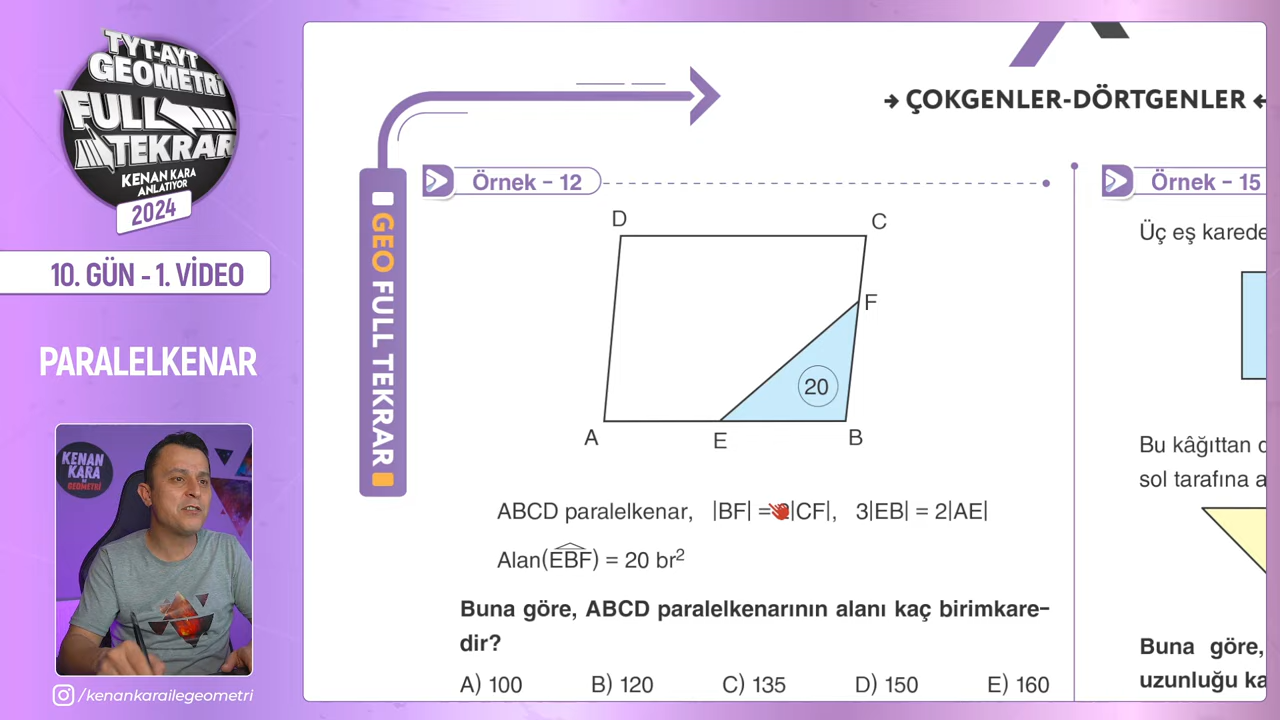 TYT-AYT
GEOMETRİ
FULL
TEKRAR
KENAN KARA
ANLATIYOR
2024
10. GÜN - 1. VİDEO
PARALELKENAR
KENAN
KARA
GEOMETRİ
/kenankarailegeometri
GEO FULL TEKRAR
ÇOKGENLER-DÖRTGENLER
Örnek – 12
D
C
F
20
A
E
B
ABCD paralelkenar, |BF| = |CF|, 3|EB| = 2|AE|
Alan(EBF) = 20 br²
Buna göre, ABCD paralelkenarının alanı kaç birimkare-
dir?
A) 100 B) 120 C) 135 D) 150 E) 160
Örnek – 15
Üç eş karede
Bu kâğıttan
sol tarafına a
Buna göre,
uzunluğu ka